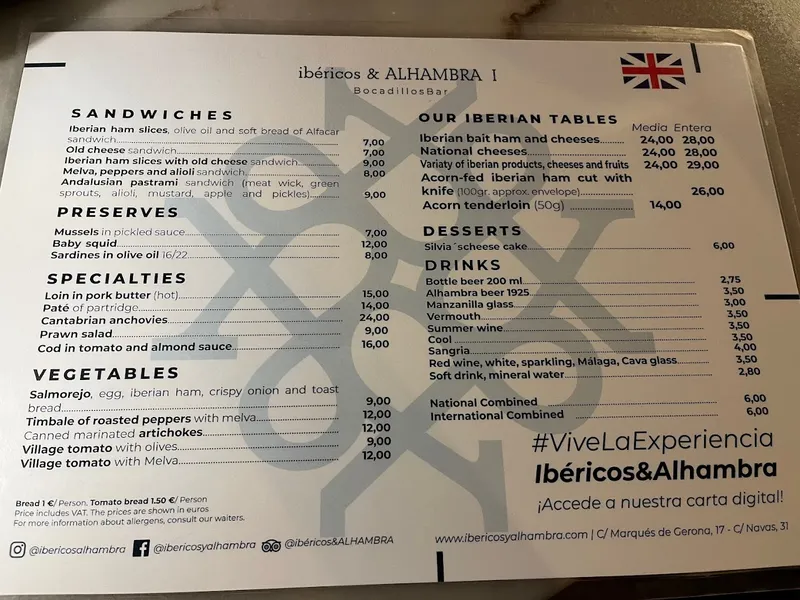 ibéricos & ALHAMBRA I
BocadillosBar
SANDWICHES
Iberian ham slices, olive oil and soft bread of Alfacar
sandwich 7,00
Old cheese sandwich 7,00
Iberian ham slices with old cheese sandwich 9,00
Melva, peppers and alioli sandwich 8,00
Andalusian pastrami sandwich (meat wick, green
sprouts, alioli, mustard, apple and pickles) 9,00
PRESERVES
Mussels in pickled sauce 7,00
Baby squid 12,00
Sardines in olive oil 16/22 8,00
SPECIALTIES
Loin in pork butter (hot) 15,00
Paté of partridge 14,00
Cantabrian anchovies 24,00
Prawn salad 9,00
Cod in tomato and almond sauce 16,00
VEGETABLES
Salmorejo, egg, iberian ham, crispy onion and toast
bread 9,00
Timbale of roasted peppers with melva 12,00
Canned marinated artichokes 12,00
Village tomato with olives 9,00
Village tomato with Melva 12,00
Bread 1 €/ Person, Tomato bread 1.50 €/ Person
Price includes VAT. The prices are shown in euros
For more information about allergens, consult our waiters.
@ibericosalhambra @ibericosyalhambra @ibéricos&ALHAMBRA
OUR IBERIAN TABLES
Media Entera
Iberian bait ham and cheeses 24,00 28,00
National cheeses 24,00 28,00
Variaty of iberian products, cheeses and fruits 24,00 29,00
Acorn-fed iberian ham cut with
knife (100gr. approx. envelope) 26,00
Acorn tenderloin (50g) 14,00
DESSERTS
Silvia´scheese cake 6,00
DRINKS
Bottle beer 200 ml 2,75
Alhambra beer 1925 3,50
Manzanilla glass 3,00
Vermouth 3,50
Summer wine 3,50
Cool 3,50
Sangria 4,00
Red wine, white, sparkling, Málaga, Cava glass 3,50
Soft drink, mineral water 2,80
National Combined 6,00
International Combined 6,00
#ViveLaExperiencia
Ibéricos&Alhambra
¡Accede a nuestra carta digital!
www.ibericosyalhambra.com | C/ Marqués de Gerona, 17 - C/ Navas, 31